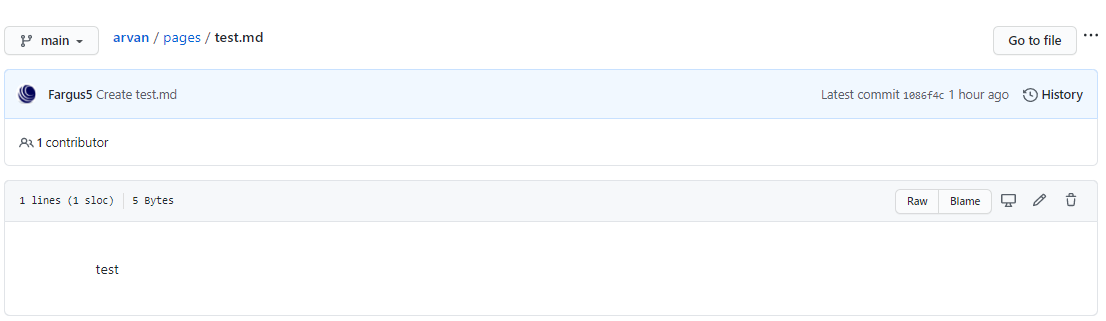 main arvan / pages / test.md Go to file ...
Fargus5 Create test.md Latest commit 1086f4c 1 hour ago History
1 contributor
1 lines (1 sloc) 5 Bytes Raw Blame
test